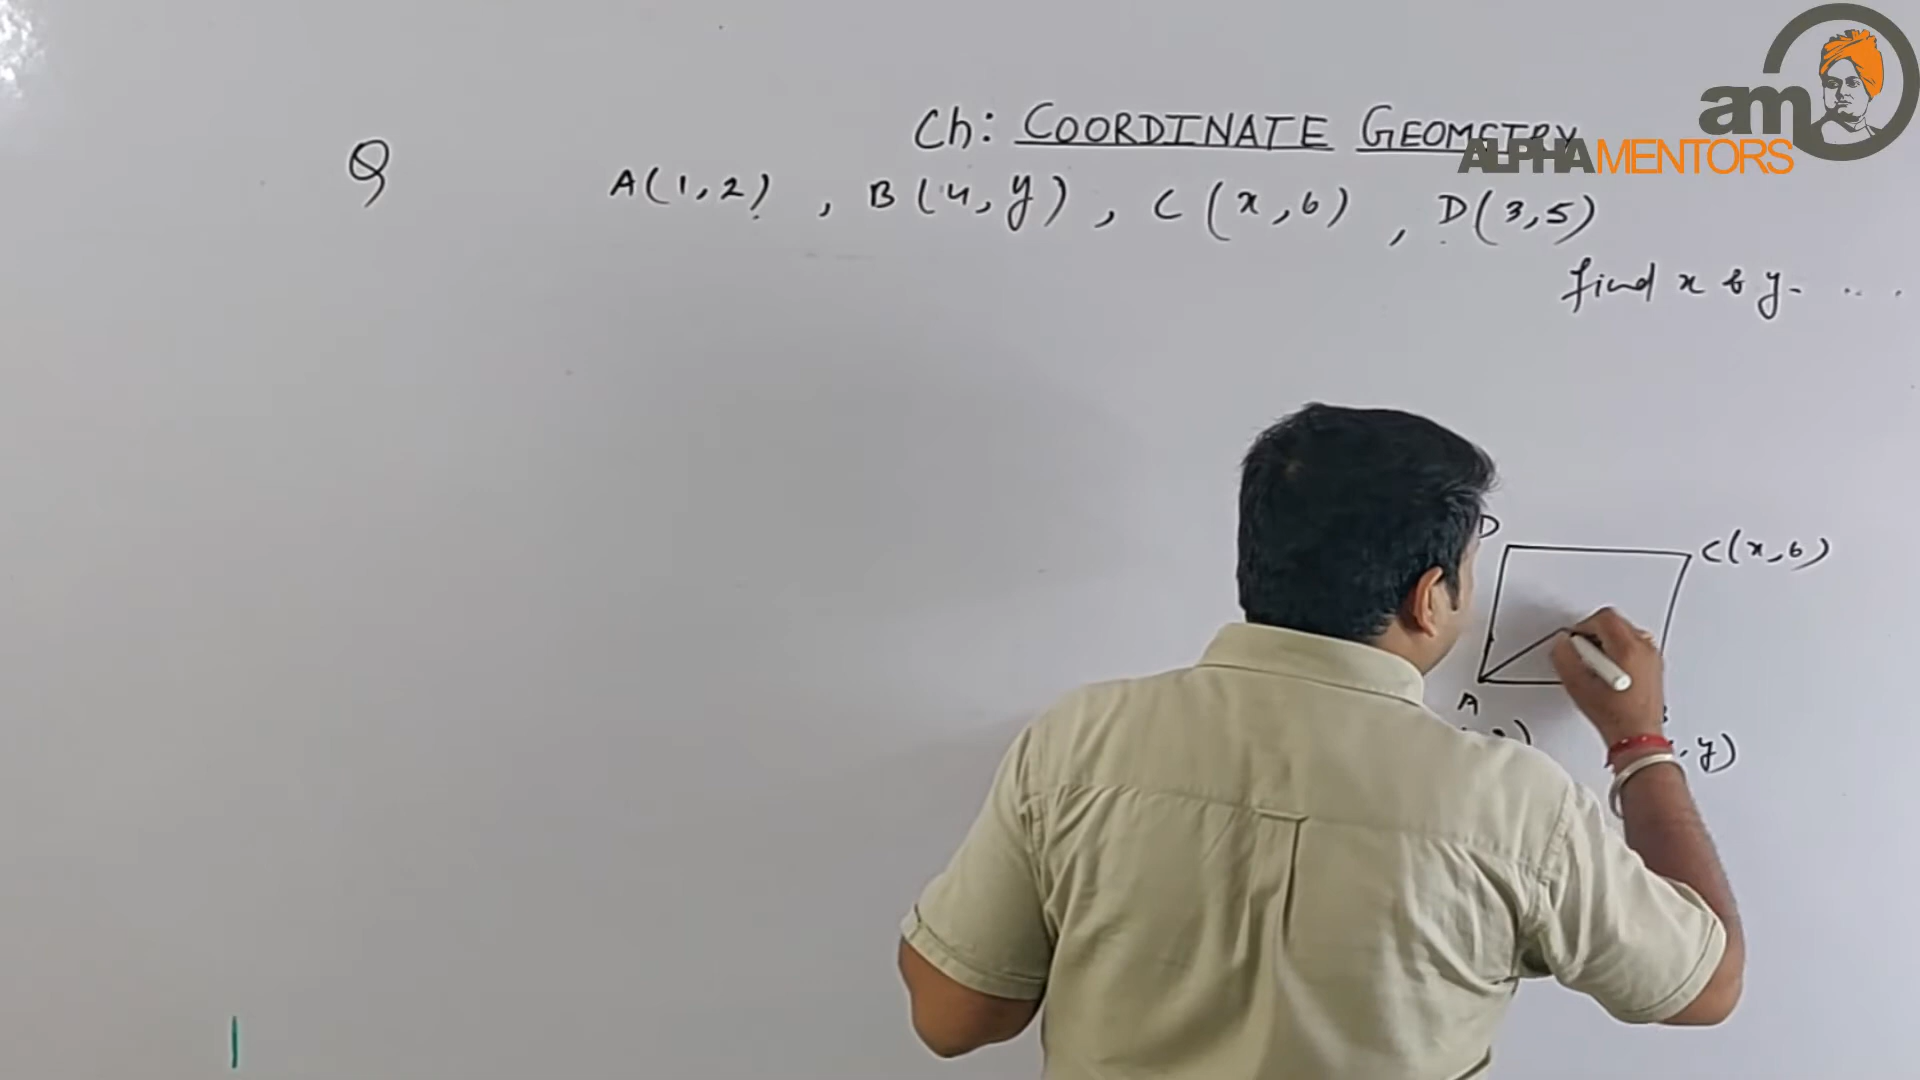 Ch: COORDINATE GEOMETRY
am
ALPHAMENTORS
Q
A(1,2) , B(4,y) , C(x,6) , D(3,5)
find x & y. ...
D
C(x,6)
A
, y)